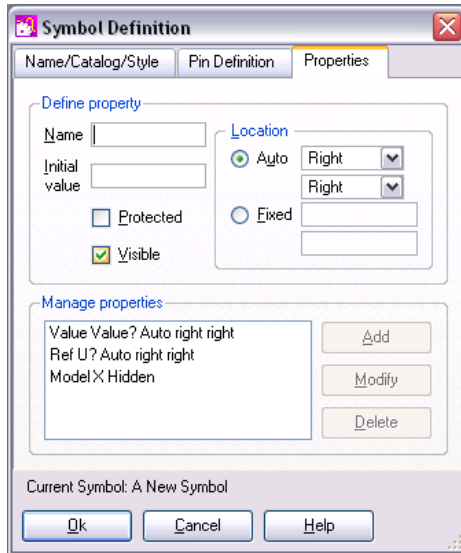 Symbol Definition
Name/Catalog/Style Pin Definition Properties
Define property
Name
Initial value
Protected
Visible
Location
Auto Right
Right
Fixed
Manage properties
Value Value? Auto right right
Ref U? Auto right right
Model X Hidden
Add
Modify
Delete
Current Symbol: A New Symbol
Ok Cancel Help